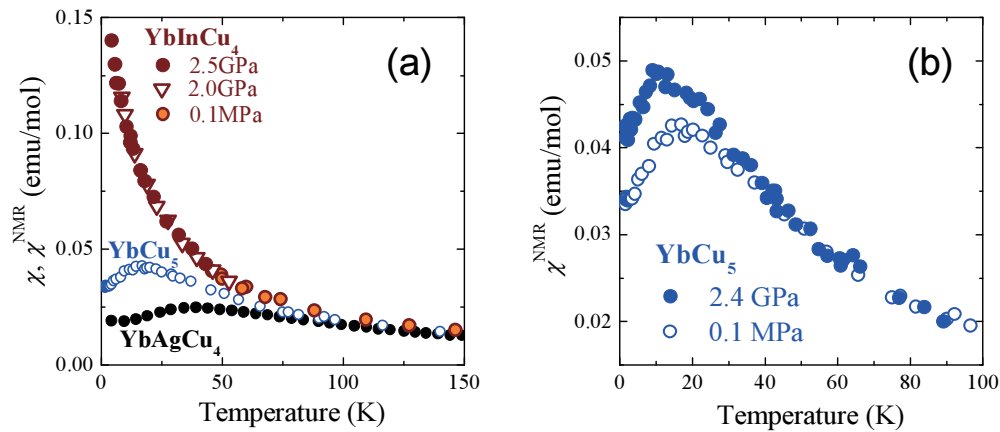 (a)
YbInCu4
2.5GPa
2.0GPa
0.1MPa
YbCu5
YbAgCu4
χ, χ^NMR (emu/mol)
0.15
0.10
0.05
0.00
0 50 100 150
Temperature (K)
(b)
YbCu5
2.4 GPa
0.1 MPa
χ^NMR (emu/mol)
0.05
0.04
0.03
0.02
0 20 40 60 80 100
Temperature (K)